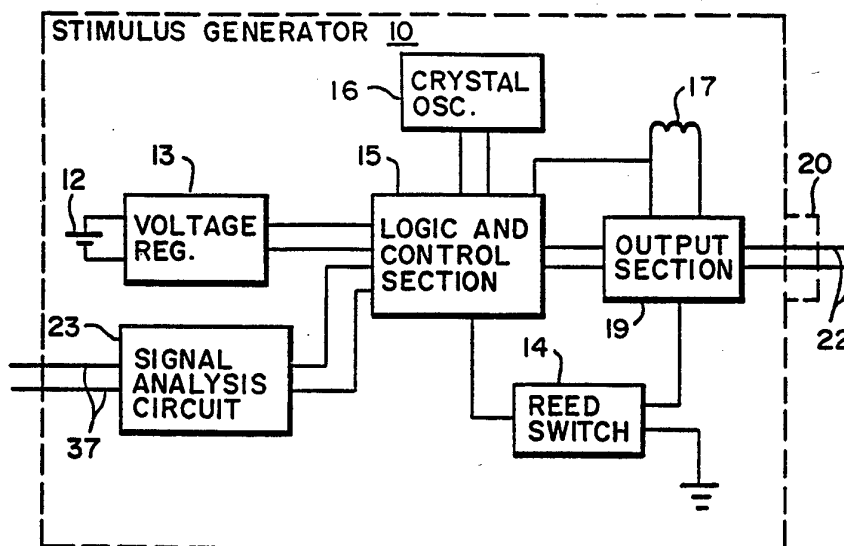 STIMULUS GENERATOR 10
CRYSTAL
OSC.
16
17
15
13
12
20
VOLTAGE
REG.
LOGIC AND
CONTROL
SECTION
OUTPUT
SECTION
19
22
23
SIGNAL
ANALYSIS
CIRCUIT
37
14
REED
SWITCH